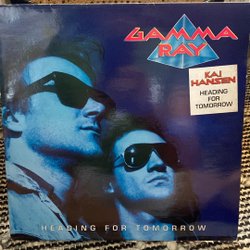 GAMMA
RAY
KAI
HANSEN
HEADING
FOR
TOMORROW
HEADING FOR TOMORROW